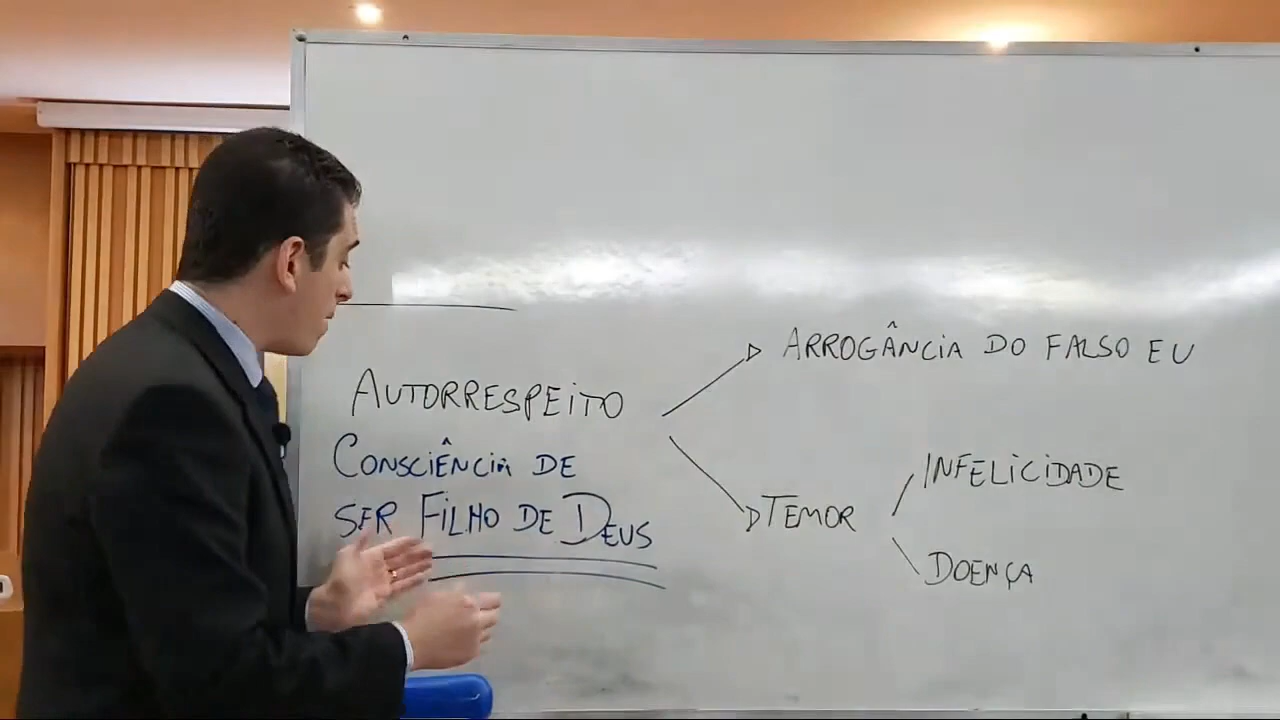 AUTORRESPEITO
CONSCIÊNCIA DE
SER FILHO DE DEUS
ARROGÂNCIA DO FALSO EU
TEMOR
INFELICIDADE
DOENÇA